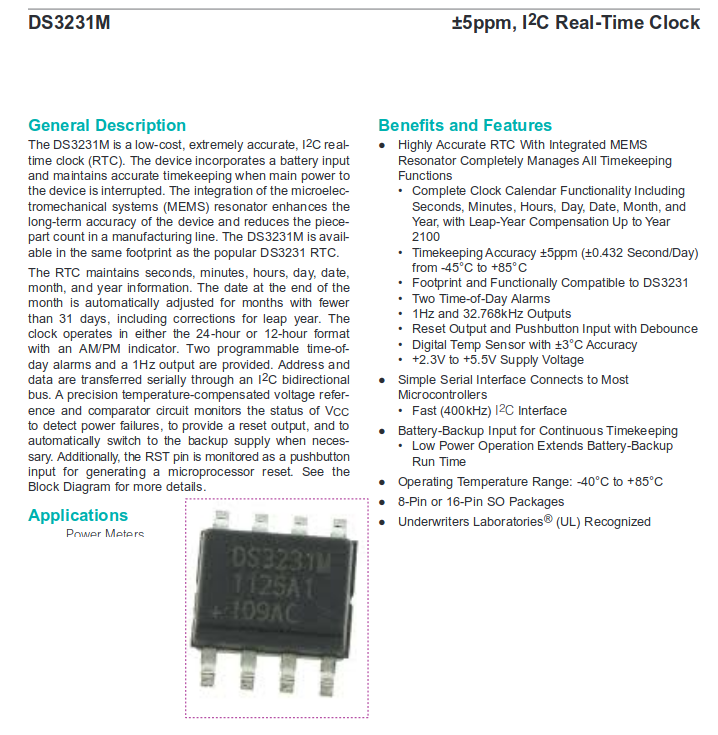 DS3231M
±5ppm, I2C Real-Time Clock
General Description
The DS3231M is a low-cost, extremely accurate, I2C real-
time clock (RTC). The device incorporates a battery input
and maintains accurate timekeeping when main power to
the device is interrupted. The integration of the microelec-
tromechanical systems (MEMS) resonator enhances the
long-term accuracy of the device and reduces the piece-
part count in a manufacturing line. The DS3231M is avail-
able in the same footprint as the popular DS3231 RTC.
The RTC maintains seconds, minutes, hours, day, date,
month, and year information. The date at the end of the
month is automatically adjusted for months with fewer
than 31 days, including corrections for leap year. The
clock operates in either the 24-hour or 12-hour format
with an AM/PM indicator. Two programmable time-of-
day alarms and a 1Hz output are provided. Address and
data are transferred serially through an I2C bidirectional
bus. A precision temperature-compensated voltage refer-
ence and comparator circuit monitors the status of VCC
to detect power failures, to provide a reset output, and to
automatically switch to the backup supply when neces-
sary. Additionally, the RST pin is monitored as a pushbutton
input for generating a microprocessor reset. See the
Block Diagram for more details.
Applications
Power Meters
DS3231M
1125A1
+109AC
Benefits and Features
● Highly Accurate RTC With Integrated MEMS
Resonator Completely Manages All Timekeeping
Functions
• Complete Clock Calendar Functionality Including
Seconds, Minutes, Hours, Day, Date, Month, and
Year, with Leap-Year Compensation Up to Year
2100
• Timekeeping Accuracy ±5ppm (±0.432 Second/Day)
from -45°C to +85°C
• Footprint and Functionally Compatible to DS3231
• Two Time-of-Day Alarms
• 1Hz and 32.768kHz Outputs
• Reset Output and Pushbutton Input with Debounce
• Digital Temp Sensor with ±3°C Accuracy
• +2.3V to +5.5V Supply Voltage
● Simple Serial Interface Connects to Most
Microcontrollers
• Fast (400kHz) I2C Interface
● Battery-Backup Input for Continuous Timekeeping
• Low Power Operation Extends Battery-Backup
Run Time
● Operating Temperature Range: -40°C to +85°C
● 8-Pin or 16-Pin SO Packages
● Underwriters Laboratories® (UL) Recognized